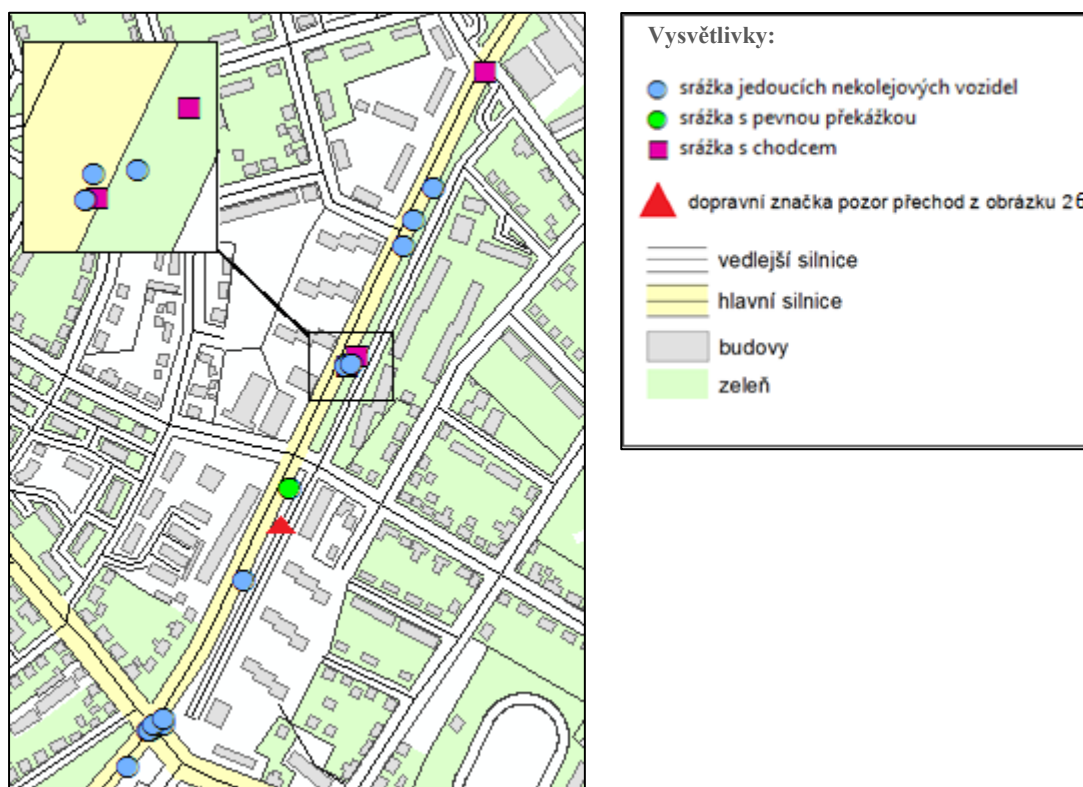 Vysvětlivky:
srážka jedoucích nekolejových vozidel
srážka s pevnou překážkou
srážka s chodcem
dopravní značka pozor přechod z obrázku 26
vedlejší silnice
hlavní silnice
budovy
zeleň